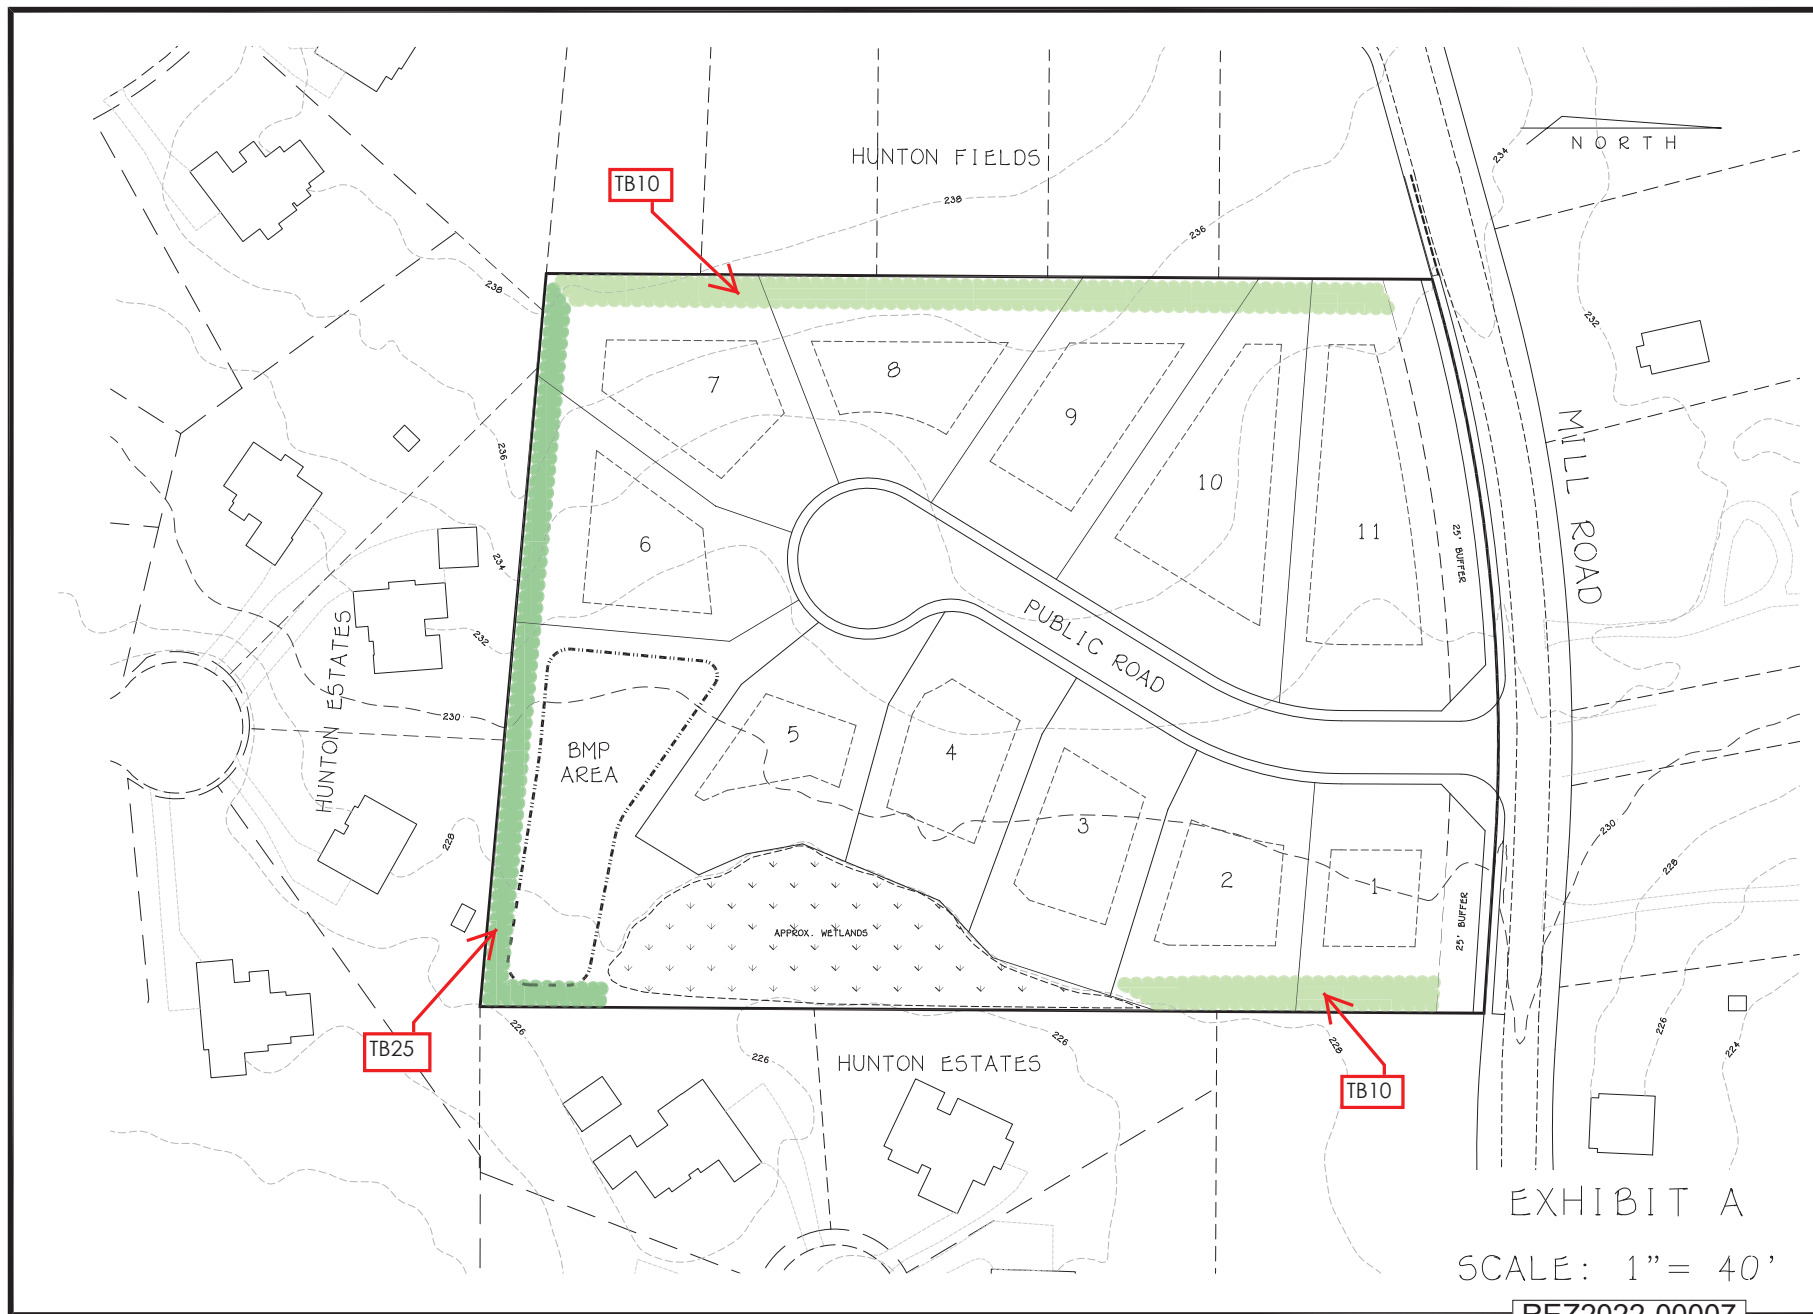 HUNTON FIELDS
NORTH
TB10
238
236
234
232
238
236
234
232
230
228
226
HUNTON ESTATES
7
8
9
10
11
6
5
4
3
2
1
PUBLIC ROAD
MILL ROAD
25' BUFFER
25' BUFFER
BMP
AREA
APPROX. WETLANDS
TB25
TB10
HUNTON ESTATES
226
226
228
230
228
226
224
EXHIBIT A
SCALE: 1"= 40'
REZ2022-00007